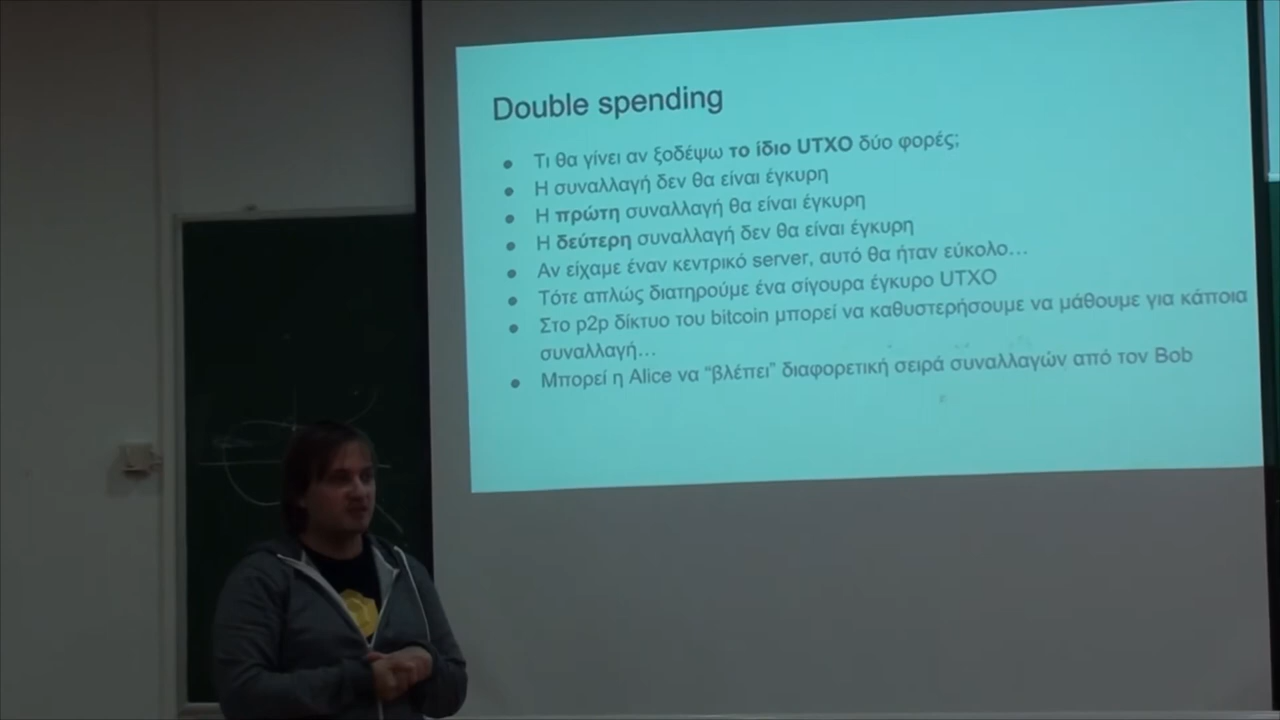 Double spending
● Τι θα γίνει αν ξοδέψω το ίδιο UTXO δύο φορές;
● Η συναλλαγή δεν θα είναι έγκυρη
● Η πρώτη συναλλαγή θα είναι έγκυρη
● Η δεύτερη συναλλαγή δεν θα είναι έγκυρη
● Αν είχαμε έναν κεντρικό server, αυτό θα ήταν εύκολο…
● Τότε απλώς διατηρούμε ένα σίγουρα έγκυρο UTXO
● Στο p2p δίκτυο του bitcoin μπορεί να καθυστερήσουμε να μάθουμε για κάποια
συναλλαγή…
● Μπορεί η Alice να “βλέπει” διαφορετική σειρά συναλλαγών από τον Bob